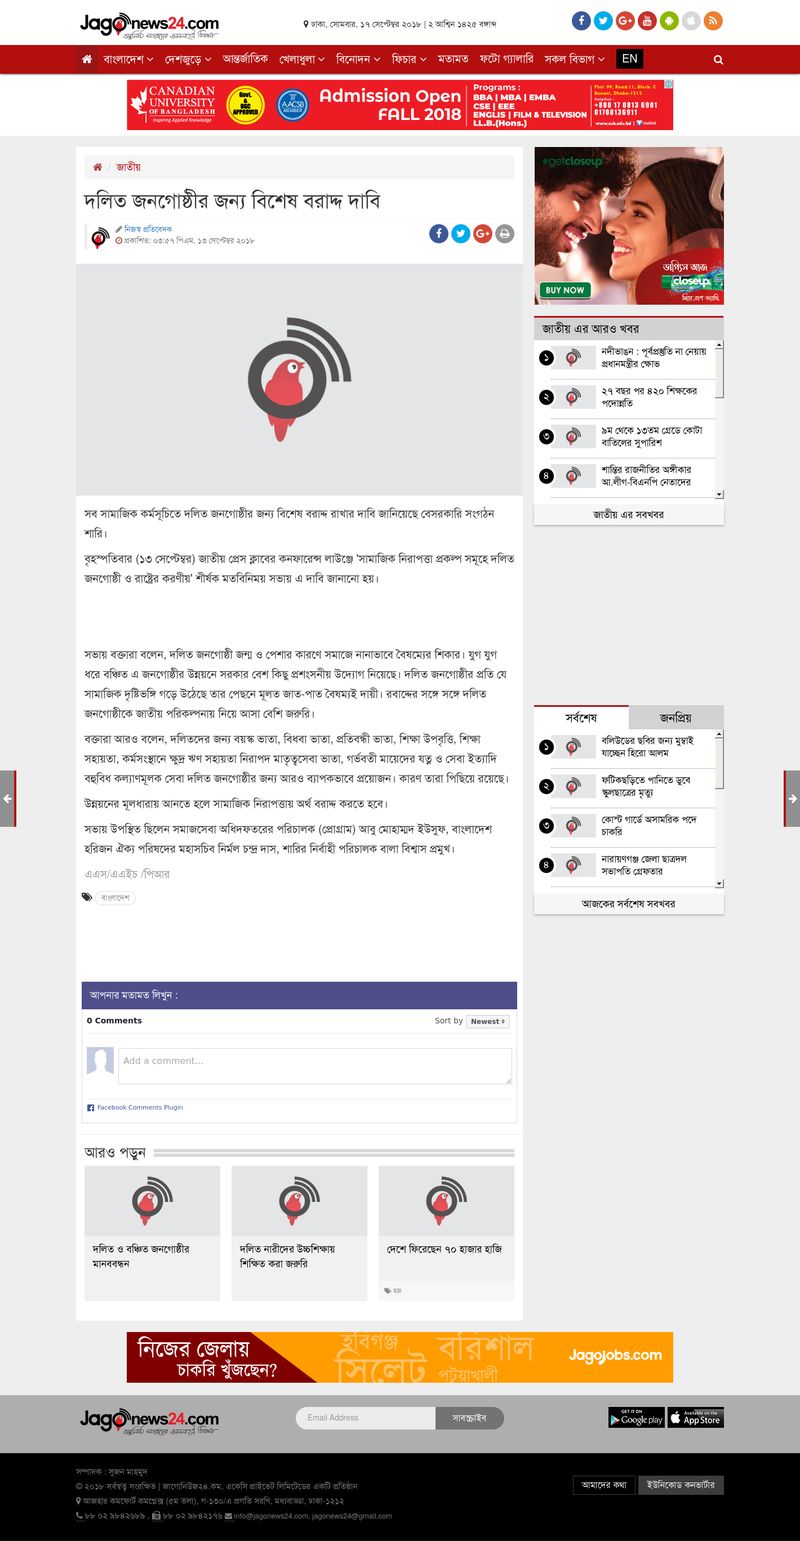 Jagonews24.com
ঢাকা, সোমবার, ১৭ সেপ্টেম্বর ২০১৮ | ২ আশ্বিন ১৪২৫ বঙ্গাব্দ
বাংলাদেশ দেশজুড়ে আন্তর্জাতিক খেলাধুলা বিনোদন ফিচার মতামত ফটো গ্যালারি সকল বিভাগ EN
CANADIAN UNIVERSITY OF BANGLADESH
Inspiring Applied Knowledge
Govt. & UGC APPROVED
AACSB MEMBER
Admission Open
FALL 2018
Programs :
BBA | MBA | EMBA
CSE | EEE
ENGLIS | FILM & TELEVISION
LL.B.(Hons.)
/ জাতীয়
দলিত জনগোষ্ঠীর জন্য বিশেষ বরাদ্দ দাবি
নিজস্ব প্রতিবেদক
প্রকাশিত: ০৩:৫৭ পিএম, ১৩ সেপ্টেম্বর ২০১৮
সব সামাজিক কর্মসূচিতে দলিত জনগোষ্ঠীর জন্য বিশেষ বরাদ্দ রাখার দাবি জানিয়েছে বেসরকারি সংগঠন
শারি।
বৃহস্পতিবার (১৩ সেপ্টেম্বর) জাতীয় প্রেস ক্লাবের কনফারেন্স লাউঞ্জে 'সামাজিক নিরাপত্তা প্রকল্প সমূহে দলিত
জনগোষ্ঠী ও রাষ্ট্রের করণীয়' শীর্ষক মতবিনিময় সভায় এ দাবি জানানো হয়।
সভায় বক্তারা বলেন, দলিত জনগোষ্ঠী জন্ম ও পেশার কারণে সমাজে নানাভাবে বৈষম্যের শিকার। যুগ যুগ
ধরে বঞ্চিত এ জনগোষ্ঠীর উন্নয়নে সরকার বেশ কিছু প্রশংসনীয় উদ্যোগ নিয়েছে। দলিত জনগোষ্ঠীর প্রতি যে
সামাজিক দৃষ্টিভঙ্গি গড়ে উঠেছে তার পেছনে মূলত জাত-পাত বৈষম্যই দায়ী। রবাদ্দের সঙ্গে সঙ্গে দলিত
জনগোষ্ঠীকে জাতীয় পরিকল্পনায় নিয়ে আসা বেশি জরুরি।
বক্তারা আরও বলেন, দলিতদের জন্য বয়স্ক ভাতা, বিধবা ভাতা, প্রতিবন্ধী ভাতা, শিক্ষা উপবৃত্তি, শিক্ষা
সহায়তা, কর্মসংস্থানে ক্ষুদ্র ঋণ সহায়তা নিরাপদ মাতৃত্বসেবা ভাতা, গর্ভবতী মায়েদের যত্ন ও সেবা ইত্যাদি
বহুবিধ কল্যাণমূলক সেবা দলিত জনগোষ্ঠীর জন্য আরও ব্যাপকভাবে প্রয়োজন। কারণ তারা পিছিয়ে রয়েছে।
উন্নয়নের মূলধারায় আনতে হলে সামাজিক নিরাপত্তায় অর্থ বরাদ্দ করতে হবে।
সভায় উপস্থিত ছিলেন সমাজসেবা অধিদফতরের পরিচালক (প্রোগ্রাম) আবু মোহাম্মদ ইউসুফ, বাংলাদেশ
হরিজন ঐক্য পরিষদের মহাসচিব নির্মল চন্দ্র দাস, শারির নির্বাহী পরিচালক বালা বিশ্বাস প্রমুখ।
এএস/এএইচ /পিআর
বাংলাদেশ
আপনার মতামত লিখুন :
0 Comments
Sort by Newest
Add a comment...
Facebook Comments Plugin
আরও পড়ুন
দলিত ও বঞ্চিত জনগোষ্ঠীর
মানববন্ধন
দলিত নারীদের উচ্চশিক্ষায়
শিক্ষিত করা জরুরি
দেশে ফিরেছেন ৭০ হাজার হাজি
হজ
#getcloseup
ভাগ্যিস আজ
closeup
BUY NOW
জাতীয় এর আরও খবর
১ নদীভাঙন : পূর্বপ্রস্তুতি না নেয়ায়
প্রধানমন্ত্রীর ক্ষোভ
২ ২৭ বছর পর ৪২০ শিক্ষকের
পদোন্নতি
৩ ৯ম থেকে ১৩তম গ্রেডে কোটা
বাতিলের সুপারিশ
৪ শান্তির রাজনীতির অঙ্গীকার
আ.লীগ-বিএনপি নেতাদের
জাতীয় এর সবখবর
সর্বশেষ জনপ্রিয়
১ বলিউডের ছবির জন্য মুম্বাই
যাচ্ছেন হিরো আলম
২ ফটিকছড়িতে পানিতে ডুবে
স্কুলছাত্রের মৃত্যু
৩ কোস্ট গার্ডে অসামরিক পদে
চাকরি
৪ নারায়ণগঞ্জ জেলা ছাত্রদল
সভাপতি গ্রেফতার
আজকের সর্বশেষ সবখবর
নিজের জেলায়
চাকরি খুঁজছেন?
হবিগঞ্জ বরিশাল
সিলেট পটুয়াখালী
Jagojobs.com
Jagonews24.com
Email Address
সাবস্ক্রাইব
GET IT ON
Google play
Available on the
App Store
সম্পাদক : সুজন মাহমুদ
© ২০১৮ সর্বস্বত্ব সংরক্ষিত | জাগোনিউজ২৪.কম, একেসি প্রাইভেট লিমিটেডের একটি প্রতিষ্ঠান
আজহার কমফোর্ট কমপ্লেক্স (৫ম তলা), গ-১৩০/এ প্রগতি সরণি, মধ্যবাড্ডা, ঢাকা-১২১২
৮৮ ০২ ৯৮৪২৬৮৯ , ৮৮ ০২ ৯৮৪২১৭৬ info@jagonews24.com, jagonews24@gmail.com
আমাদের কথা
ইউনিকোড কনভার্টার